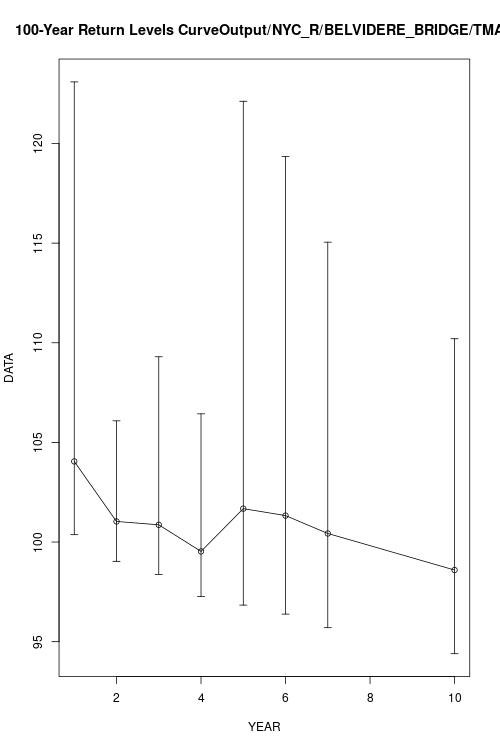 100-Year Return Levels CurveOutput/NYC_R/BELVIDERE_BRIDGE/TMA
DATA
120
115
110
105
100
95
2 4 6 8 10
YEAR